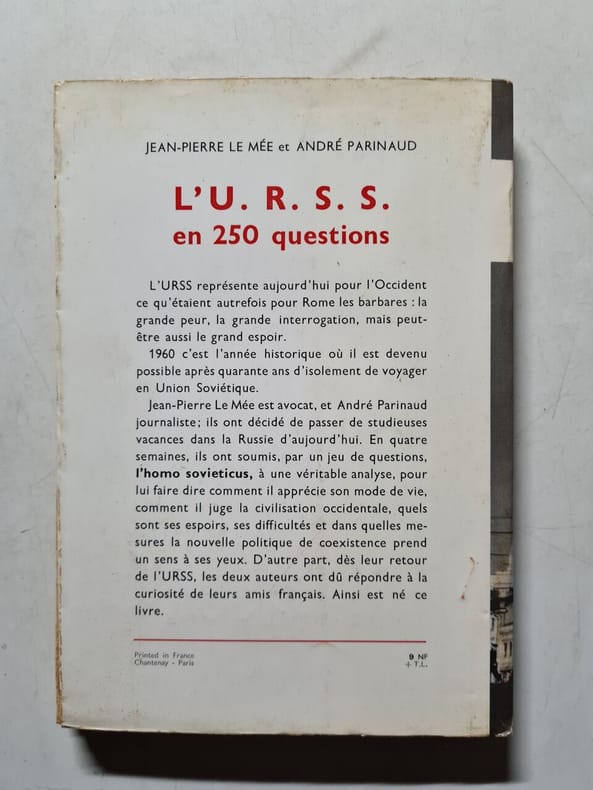 JEAN-PIERRE LE MÉE et ANDRÉ PARINAUD
L'U. R. S. S.
en 250 questions
L'URSS représente aujourd'hui pour l'Occident
ce qu'étaient autrefois pour Rome les barbares : la
grande peur, la grande interrogation, mais peut-
être aussi le grand espoir.
1960 c'est l'année historique où il est devenu
possible après quarante ans d'isolement de voyager
en Union Soviétique.
Jean-Pierre Le Mée est avocat, et André Parinaud
journaliste ; ils ont décidé de passer de studieuses
vacances dans la Russie d'aujourd'hui. En quatre
semaines, ils ont soumis, par un jeu de questions,
l'homo sovieticus, à une véritable analyse, pour
lui faire dire comment il apprécie son mode de vie,
comment il juge la civilisation occidentale, quels
sont ses espoirs, ses difficultés et dans quelles me-
sures la nouvelle politique de coexistence prend
un sens à ses yeux. D'autre part, dès leur retour
de l'URSS, les deux auteurs ont dû répondre à la
curiosité de leurs amis français. Ainsi est né ce
livre.
Printed in France
Chantenay - Paris
9 NF
+ T.L.